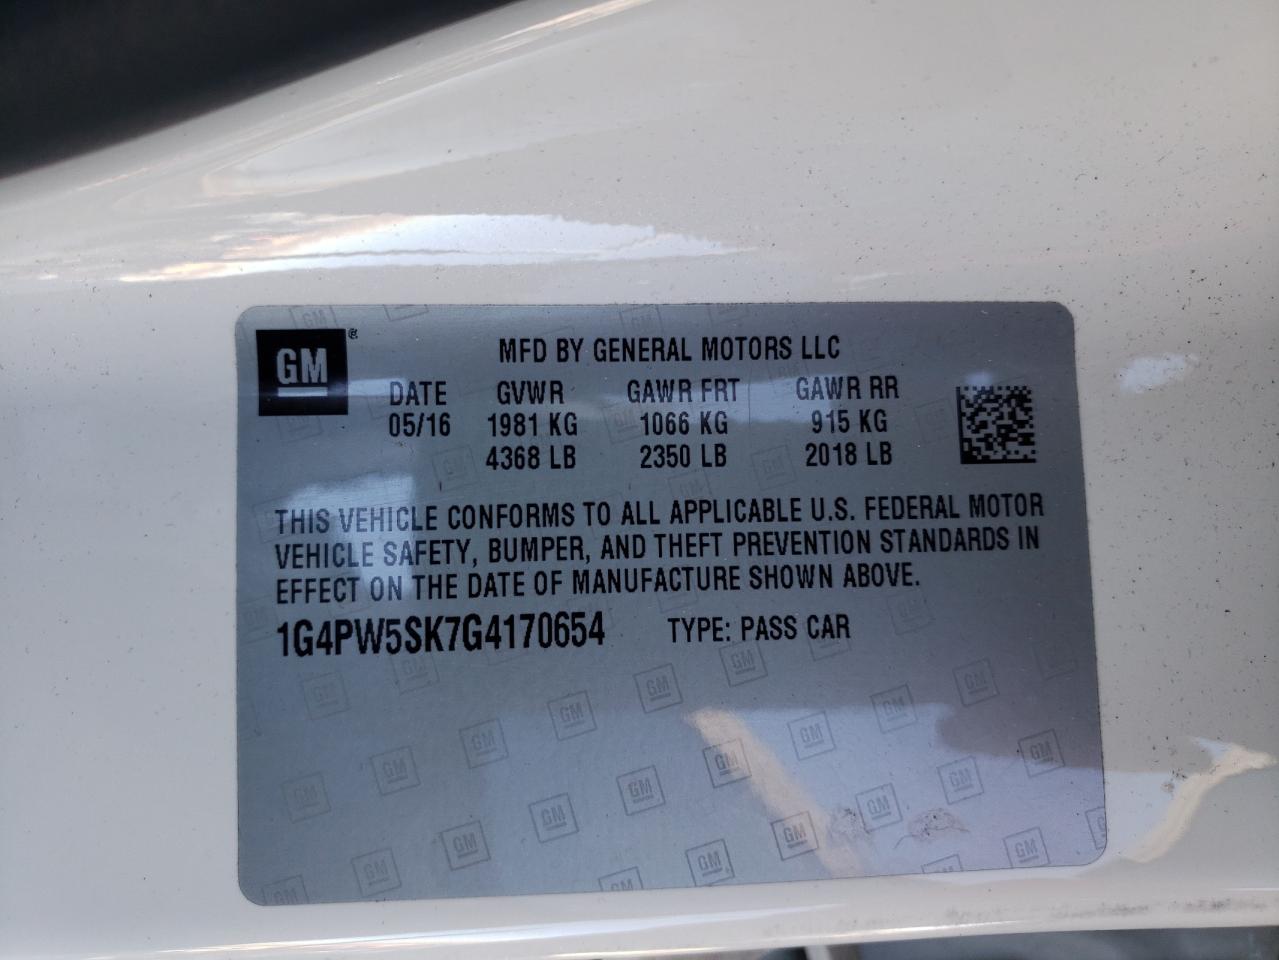 GM ®
MFD BY GENERAL MOTORS LLC
DATE GVWR GAWR FRT GAWR RR
05/16 1981 KG 1066 KG 915 KG
4368 LB 2350 LB 2018 LB
THIS VEHICLE CONFORMS TO ALL APPLICABLE U.S. FEDERAL MOTOR
VEHICLE SAFETY, BUMPER, AND THEFT PREVENTION STANDARDS IN
EFFECT ON THE DATE OF MANUFACTURE SHOWN ABOVE.
1G4PW5SK7G4170654 TYPE: PASS CAR